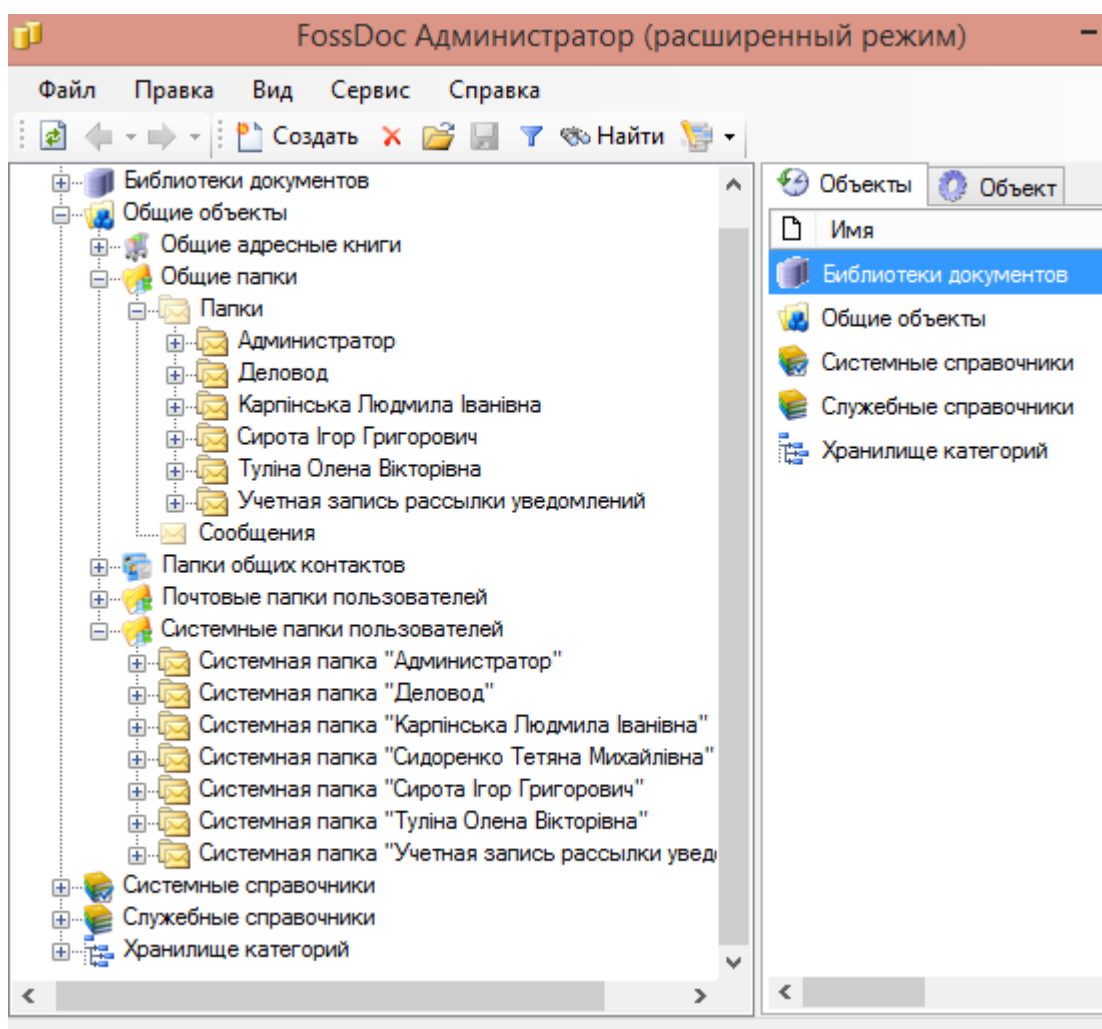 FossDoc Администратор (расширенный режим)
Файл Правка Вид Сервис Справка
Создать Найти
Библиотеки документов
Общие объекты
Общие адресные книги
Общие папки
Папки
Администратор
Деловод
Карпінська Людмила Іванівна
Сирота Ігор Григорович
Туліна Олена Вікторівна
Учетная запись рассылки уведомлений
Сообщения
Папки общих контактов
Почтовые папки пользователей
Системные папки пользователей
Системная папка "Администратор"
Системная папка "Деловод"
Системная папка "Карпінська Людмила Іванівна"
Системная папка "Сидоренко Тетяна Михайлівна"
Системная папка "Сирота Ігор Григорович"
Системная папка "Туліна Олена Вікторівна"
Системная папка "Учетная запись рассылки увед
Системные справочники
Служебные справочники
Хранилище категорий
Объекты Объект
Имя
Библиотеки документов
Общие объекты
Системные справочники
Служебные справочники
Хранилище категорий